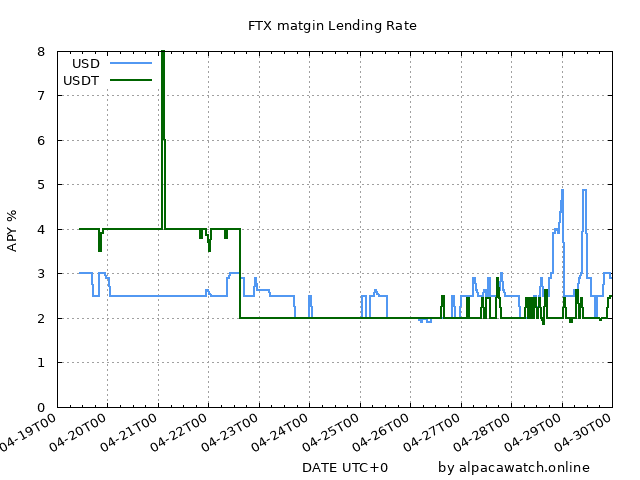 FTX matgin Lending Rate
USD
USDT
8
7
6
5
4
3
2
1
0
APY %
04-19T00
04-20T00
04-21T00
04-22T00
04-23T00
04-24T00
04-25T00
04-26T00
04-27T00
04-28T00
04-29T00
04-30T00
DATE UTC+0
by alpacawatch.online